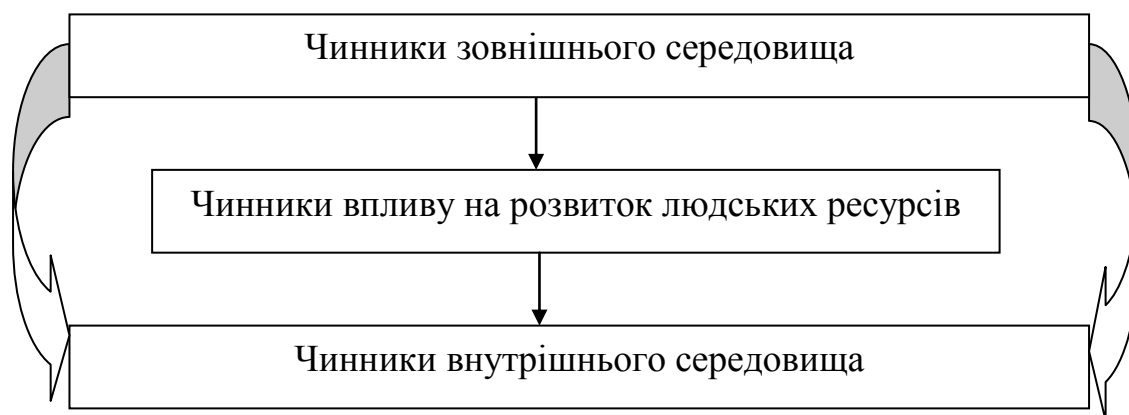 Чинники зовнішнього середовища
Чинники впливу на розвиток людських ресурсів
Чинники внутрішнього середовища